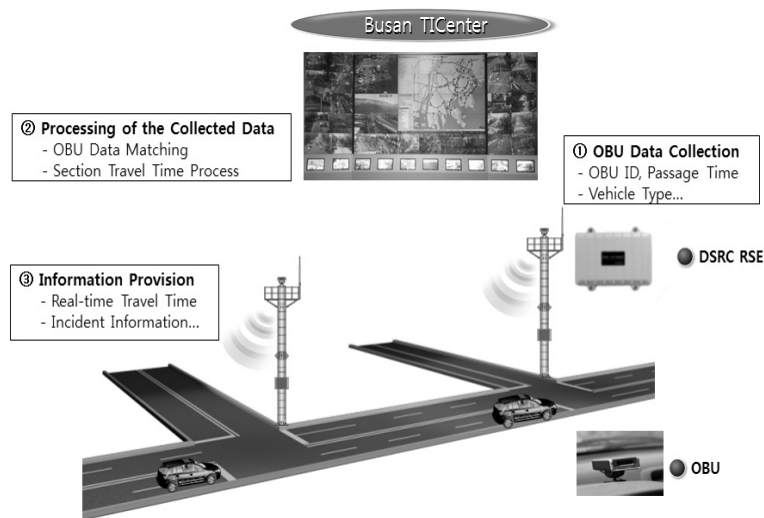 Busan TICenter
② Processing of the Collected Data
- OBU Data Matching
- Section Travel Time Process
① OBU Data Collection
- OBU ID, Passage Time
- Vehicle Type...
DSRC RSE
③ Information Provision
- Real-time Travel Time
- Incident Information...
OBU